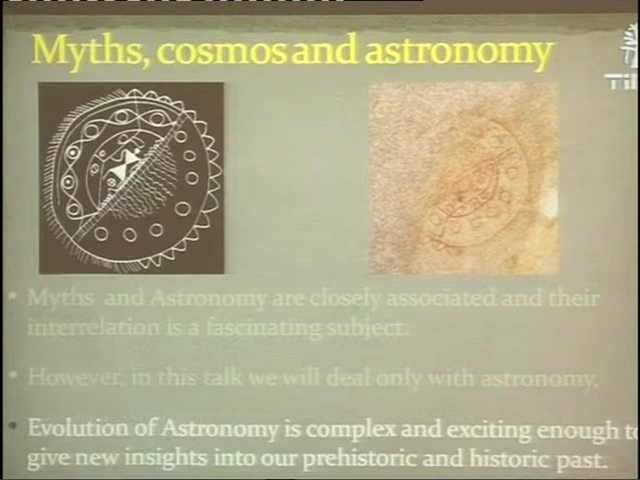 Myths, cosmos and astronomy
• Myths and Astronomy are closely associated and their
interrelation is a fascinating subject.
• However, in this talk we will deal only with astronomy.
• Evolution of Astronomy is complex and exciting enough to
give new insights into our prehistoric and historic past.